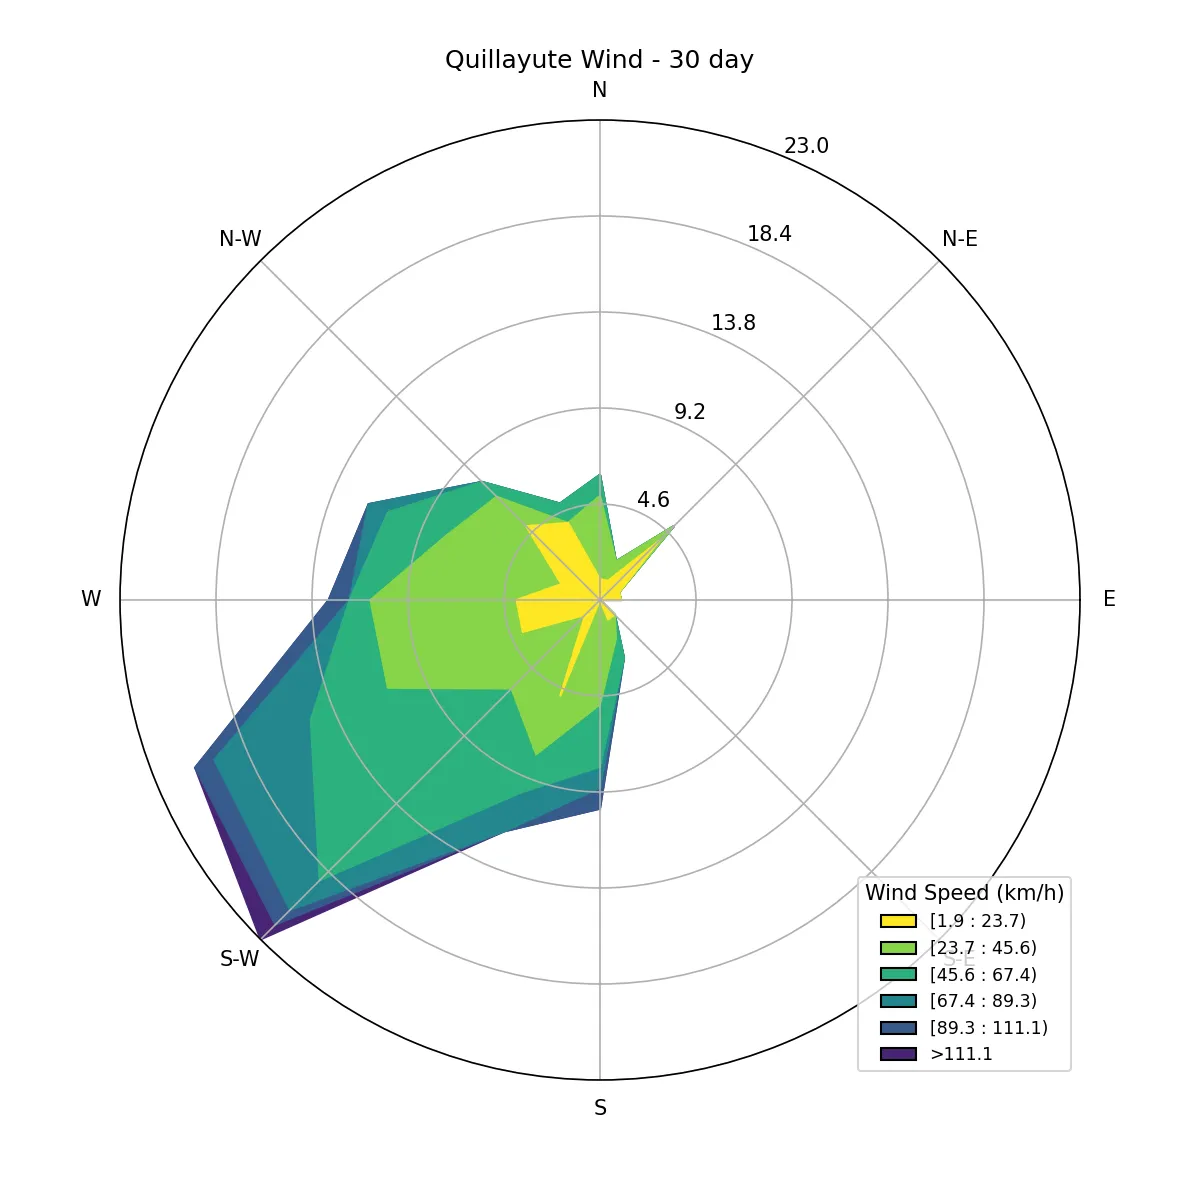 Quillayute Wind - 30 day
N
23.0
N-W
18.4
N-E
13.8
9.2
4.6
W
E
Wind Speed (km/h)
[1.9 : 23.7)
[23.7 : 45.6)
S-W
S-E
[45.6 : 67.4)
[67.4 : 89.3)
[89.3 : 111.1)
>111.1
S